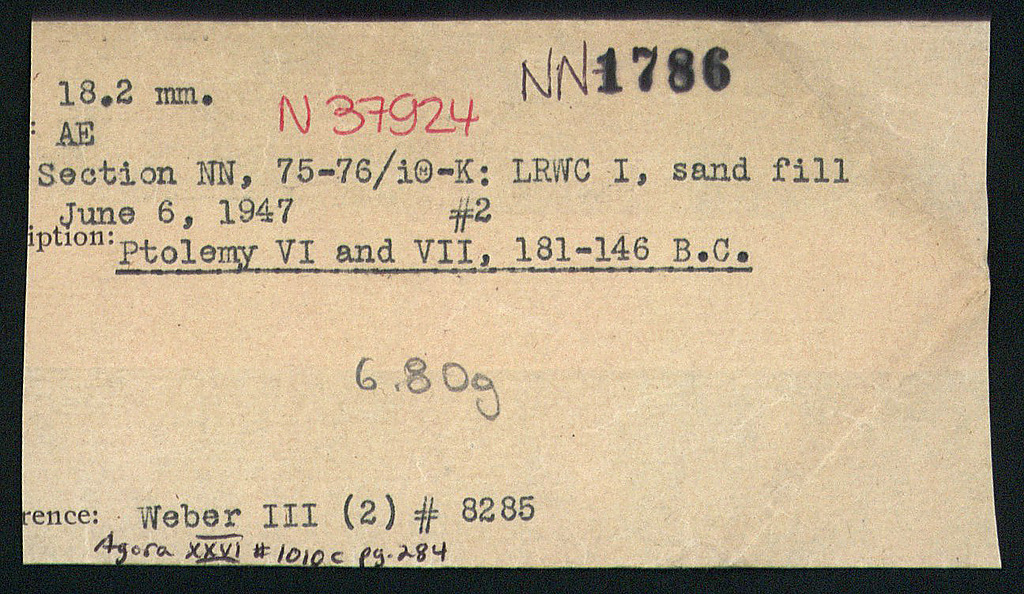 NN-1786
18.2 mm.
N 37924
: AE
Section NN, 75-76/iΘ-K: LRWC I, sand fill
June 6, 1947 #2
iption: Ptolemy VI and VII, 181-146 B.C.
6.80g
rence: Weber III (2) # 8285
Agora XXVI #1010c pg. 284